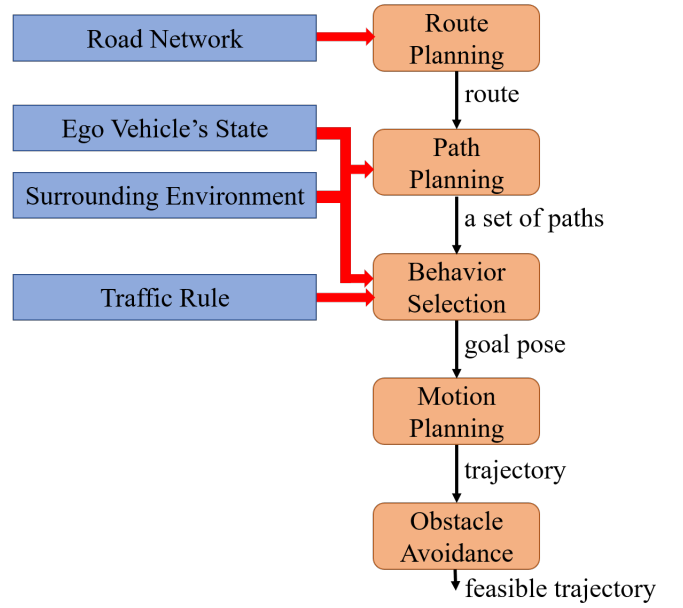 Road Network
Route
Planning
route
Ego Vehicle’s State
Path
Planning
Surrounding Environment
a set of paths
Behavior
Selection
Traffic Rule
goal pose
Motion
Planning
trajectory
Obstacle
Avoidance
feasible trajectory